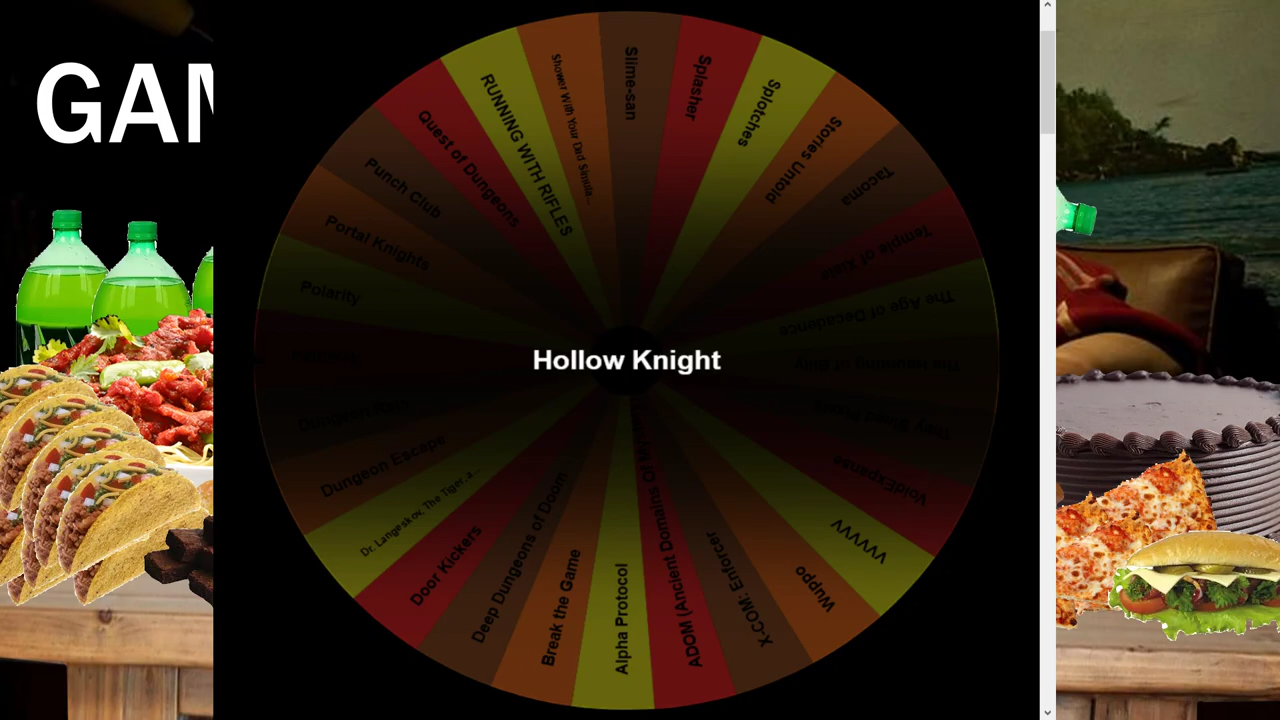 GAM
Slime-san
Splasher
Splotches
Stories Untold
Tacoma
Temple of Xiala
The Age of Decadence
The Haunting of Billy
They Bleed Pixels
VoidExpanse
VVVVVV
Wuppo
X-COM: Enforcer
ADOM (Ancient Domains Of Myste
Alpha Protocol
Break the Game
Deep Dungeons of Doom
Door Kickers
Dr. Langeskov, The Tiger, a...
Dungeon Escape
Polarity
Portal Knights
Punch Club
Quest of Dungeons
RUNNING WITH RIFLES
Shower With Your Dad Simula...
Hollow Knight